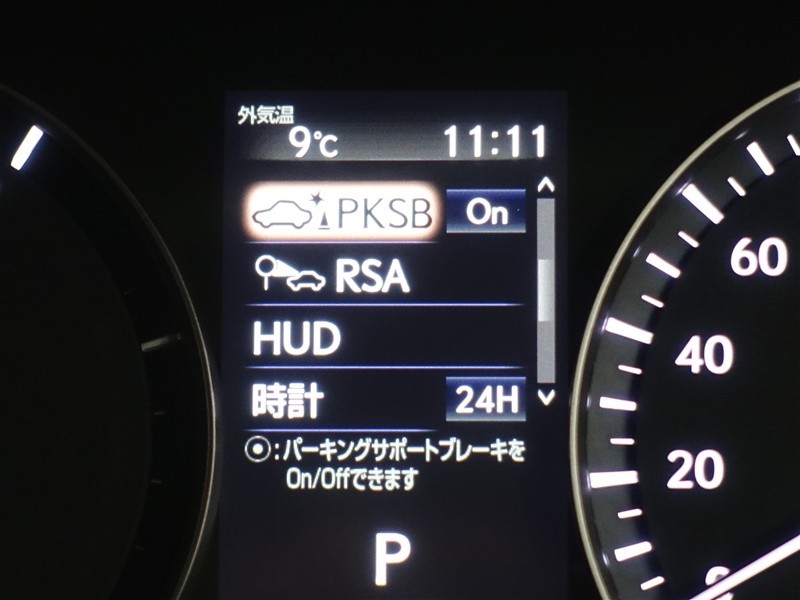 外気温
9℃ 11:11
PKSB On
RSA
HUD
時計 24H
⦿:パーキングサポートブレーキを
On/Offできます
P
60
40
20
0